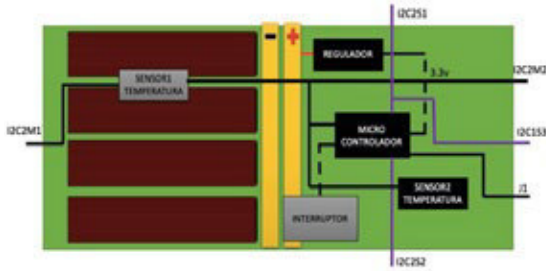 I2C2S1
-
+
REGULADOR
SENSOR1
TEMPERATURA
3.3v
I2C2M2
I2C2M1
MICRO
CONTROLADOR
I2C1S3
SENSOR2
TEMPERATURA
J1
INTERRUPTOR
I2C2S2